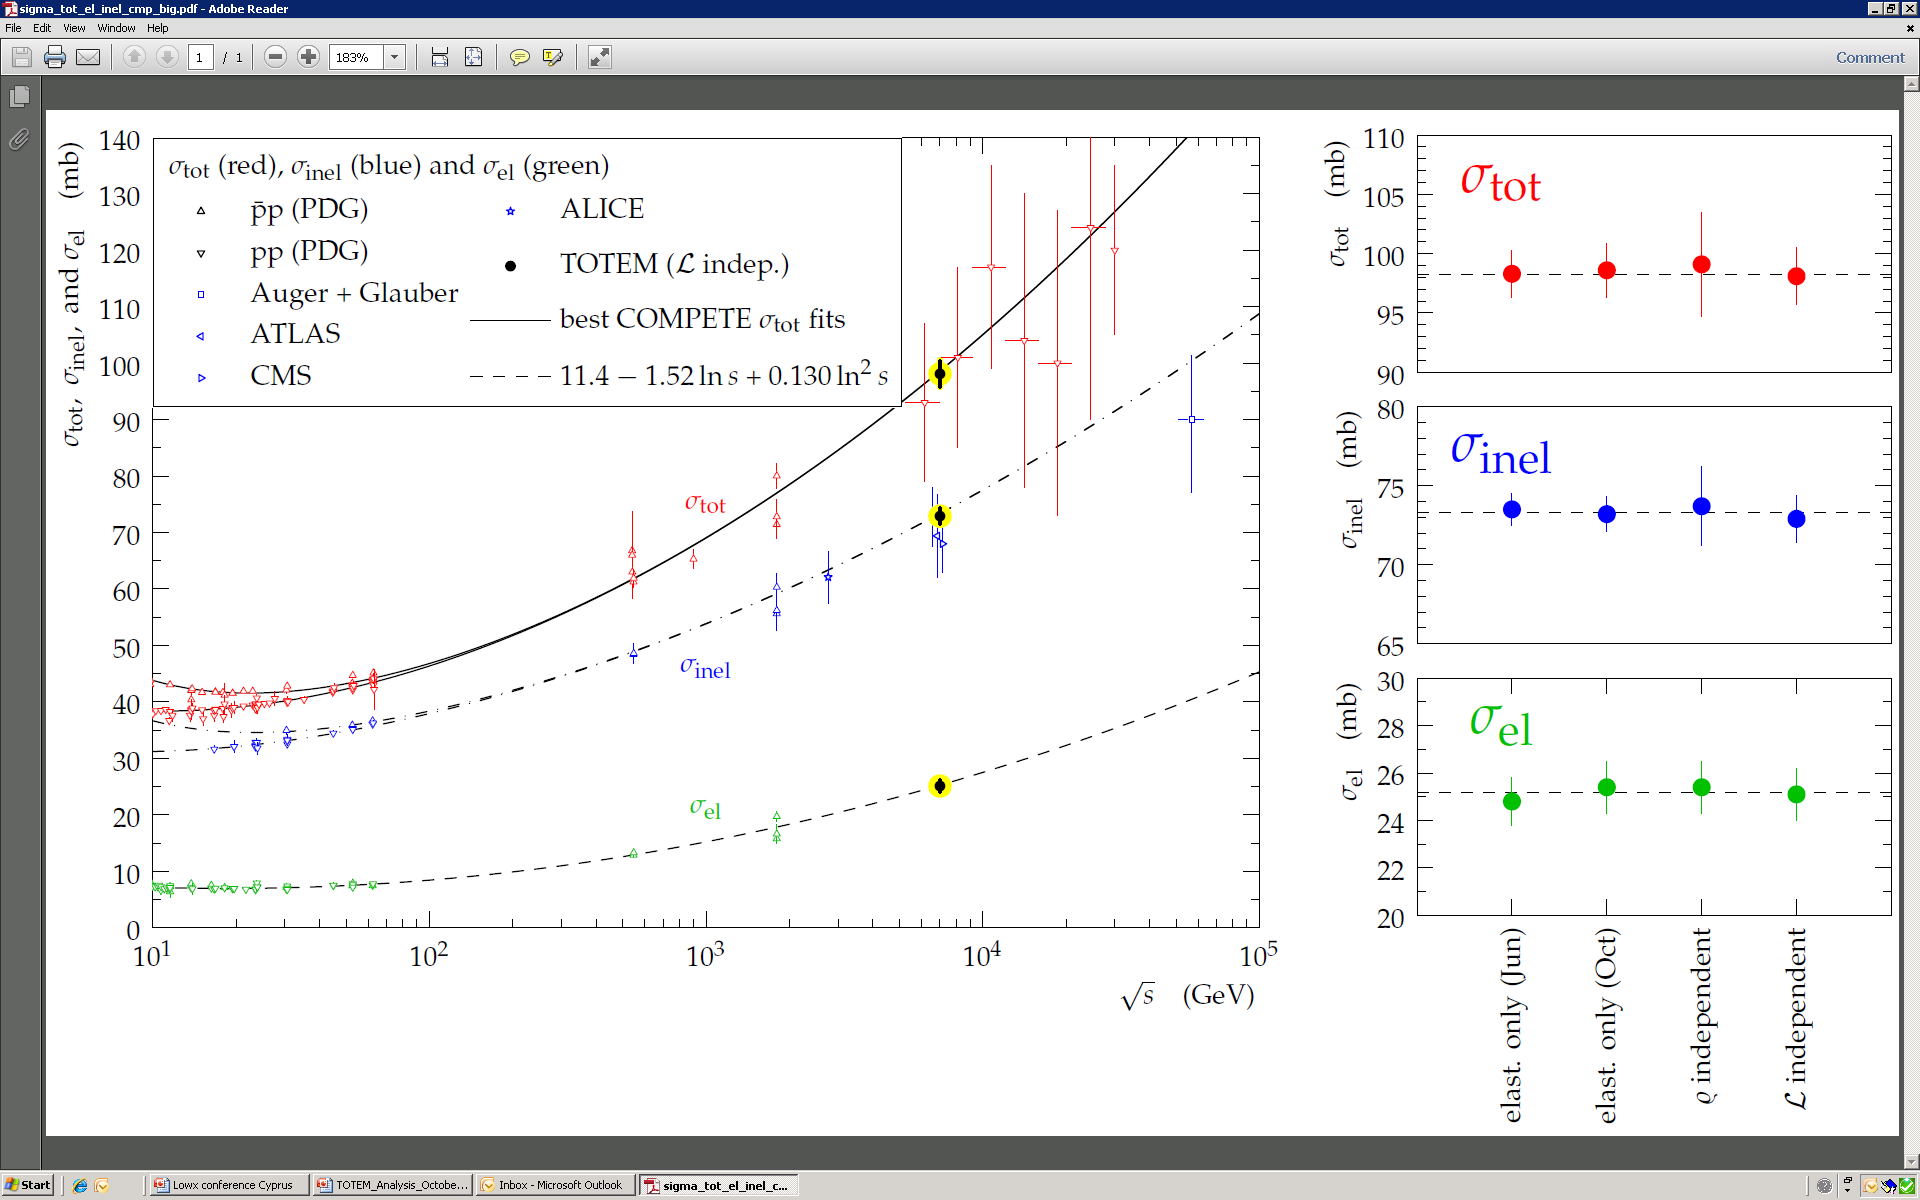 sigma_tot_el_inel_cmp_big.pdf - Adobe Reader
File Edit View Window Help
1 / 1 183% Comment
σtot, σinel, and σel (mb)
140
130
120
110
100
90
80
70
60
50
40
30
20
10
0
σtot (red), σinel (blue) and σel (green)
p̄p (PDG)
pp (PDG)
Auger + Glauber
ATLAS
CMS
ALICE
TOTEM (ℒ indep.)
best COMPETE σtot fits
11.4 − 1.52 ln s + 0.130 ln² s
σtot
σinel
σel
10¹ 10² 10³ 10⁴ 10⁵
√s (GeV)
σtot (mb)
110
105
100
95
90
σtot
σinel (mb)
80
75
70
65
σinel
σel (mb)
30
28
26
24
22
20
σel
elast. only (Jun)
elast. only (Oct)
ϱ independent
ℒ independent
Start
Lowx conference Cyprus
TOTEM_Analysis_Octobe...
Inbox - Microsoft Outlook
sigma_tot_el_inel_c...